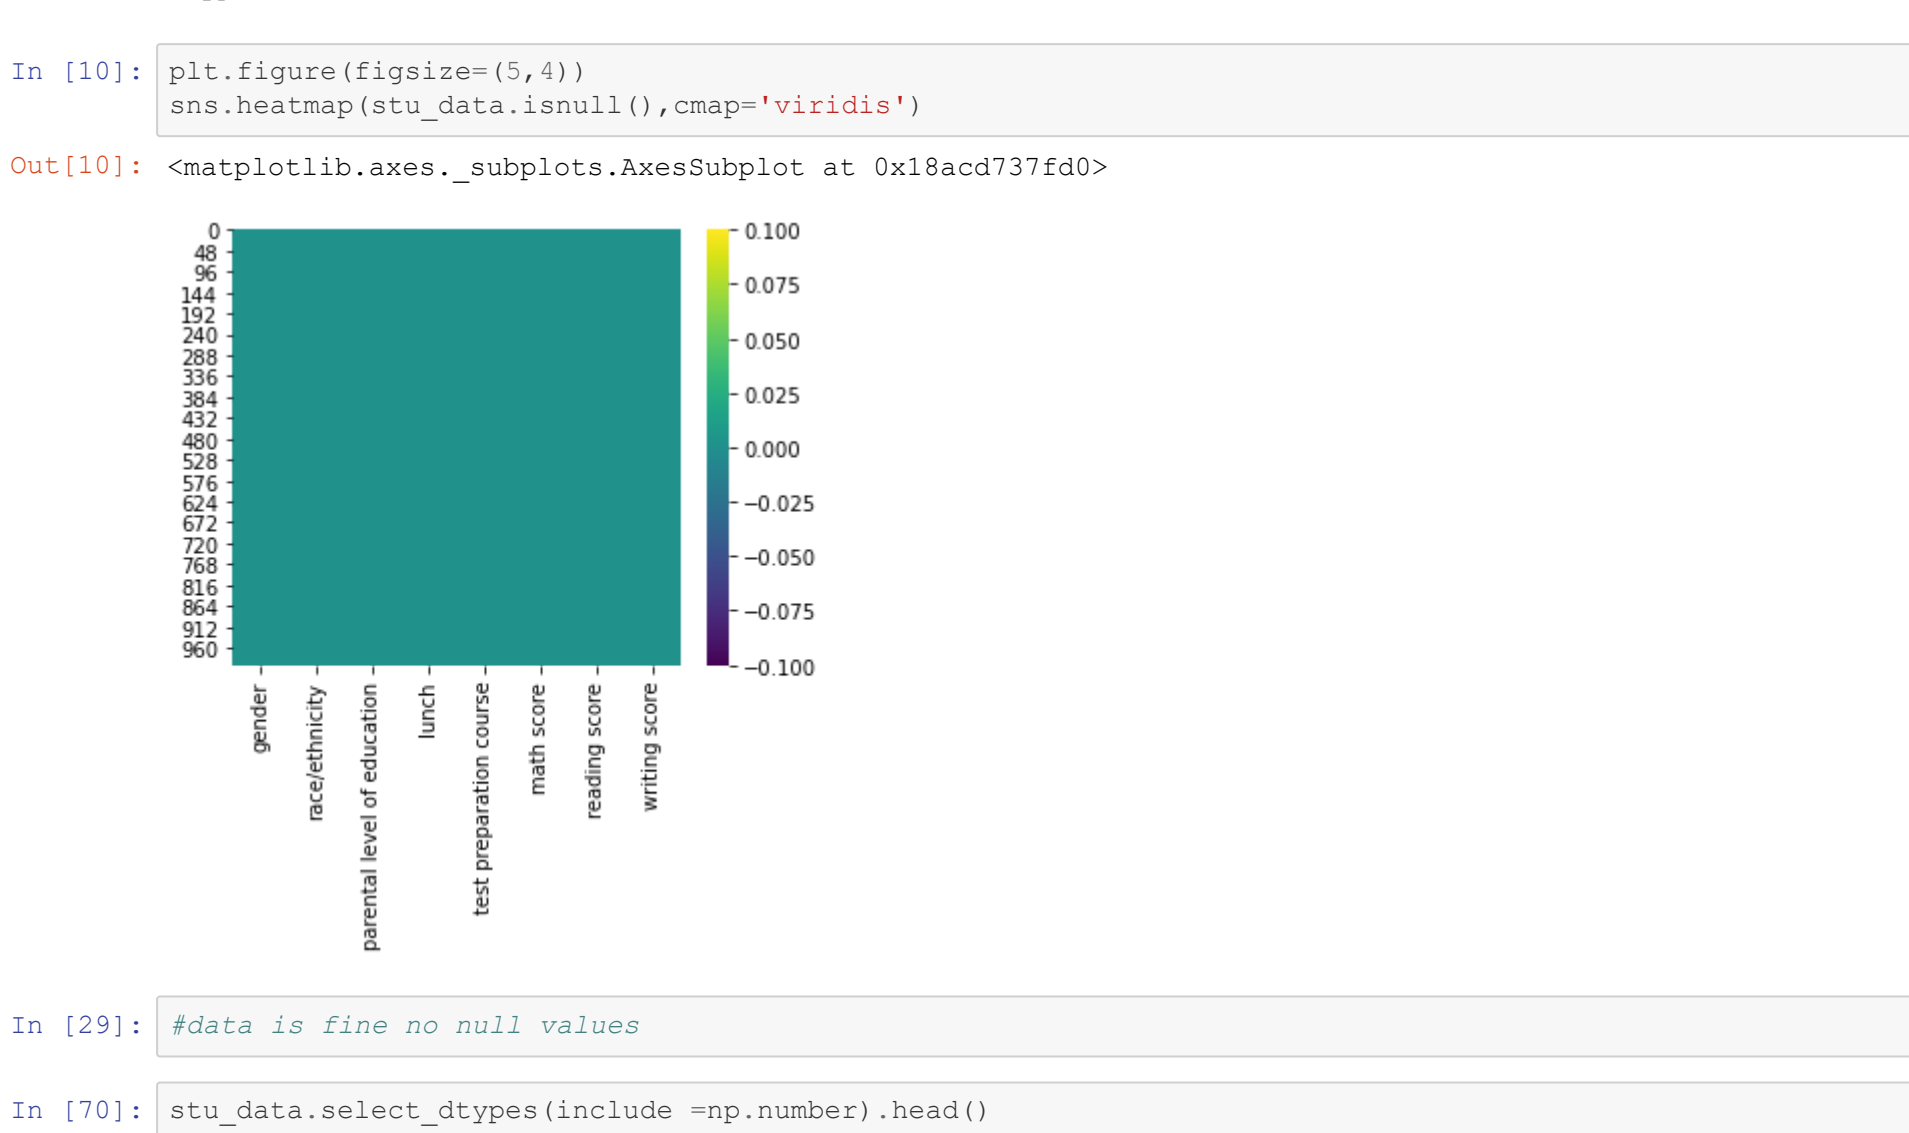 In [10]: plt.figure(figsize=(5,4))
sns.heatmap(stu_data.isnull(),cmap='viridis')
Out[10]: <matplotlib.axes._subplots.AxesSubplot at 0x18acd737fd0>
0
48
96
144
192
240
288
336
384
432
480
528
576
624
672
720
768
816
864
912
960
0.100
0.075
0.050
0.025
0.000
−0.025
−0.050
−0.075
−0.100
gender
race/ethnicity
parental level of education
lunch
test preparation course
math score
reading score
writing score
In [29]: #data is fine no null values
In [70]: stu_data.select_dtypes(include =np.number).head()